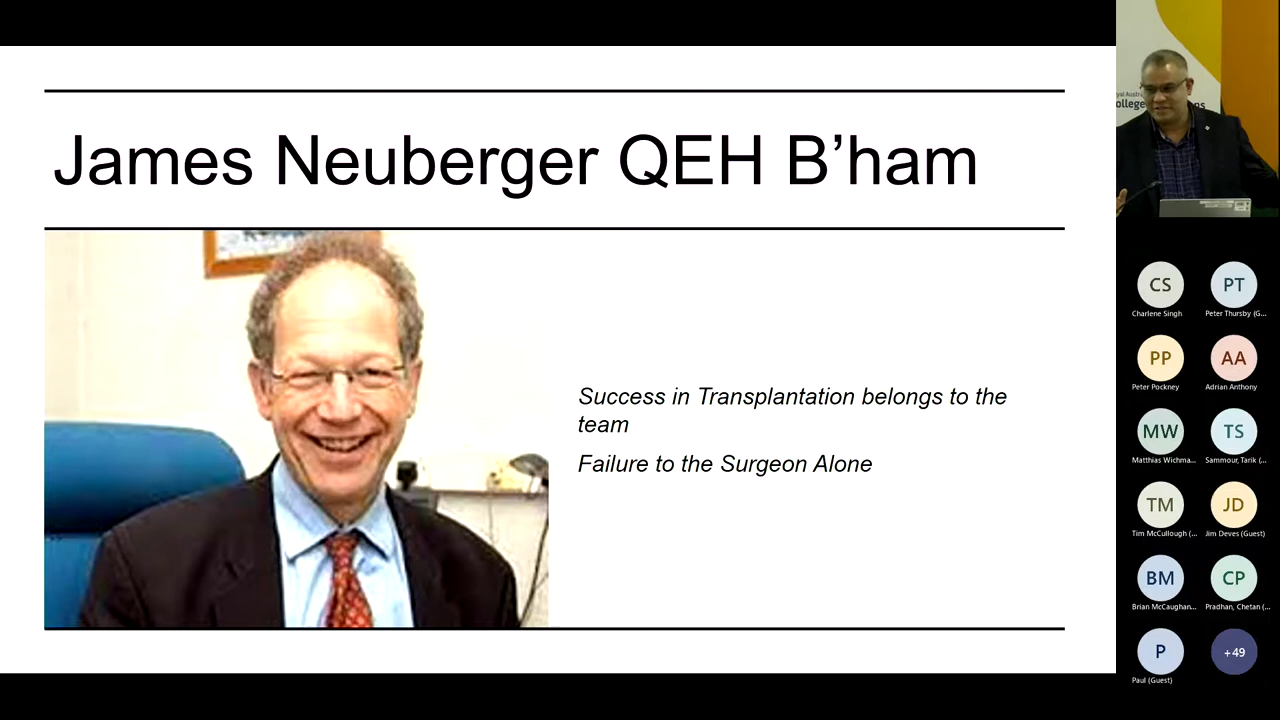 James Neuberger QEH B’ham
Success in Transplantation belongs to the
team
Failure to the Surgeon Alone
CS
Charlene Singh
PT
Peter Thursby (G...
PP
Peter Pockney
AA
Adrian Anthony
MW
Matthias Wichma...
TS
Sammour, Tarik (...
TM
Tim McCullough (...
JD
Jim Deves (Guest)
BM
Brian McCaughan...
CP
Pradhan, Chetan (...
P
Paul (Guest)
+49